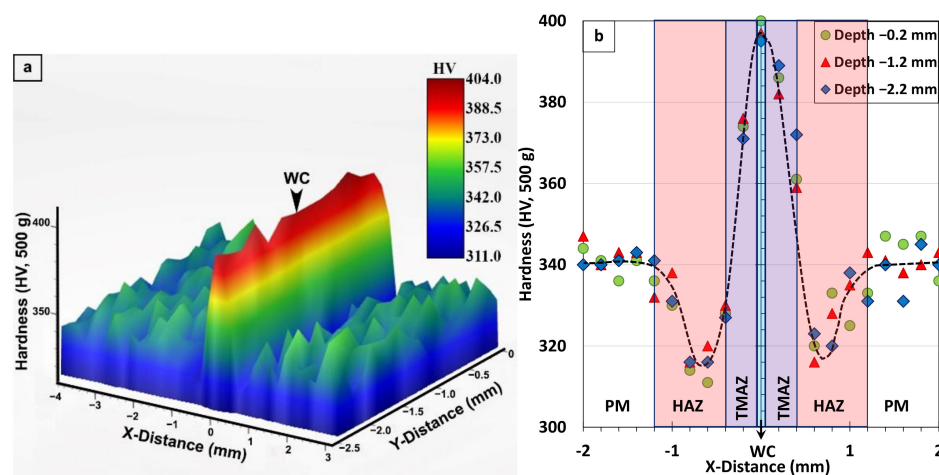 a
HV
404.0
388.5
373.0
357.5
342.0
326.5
311.0
WC
Hardness (HV, 500 g)
400
350
−4
−3
−2
−1
0
1
2
3
X-Distance (mm)
−2.5
−2.0
−1.5
−1.0
−0.5
0
Y-Distance (mm)
b
Depth −0.2 mm
Depth −1.2 mm
Depth −2.2 mm
Hardness (HV, 500 g)
400
380
360
340
320
300
PM
HAZ
TMAZ
TMAZ
HAZ
PM
-2
-1
WC
1
2
X-Distance (mm)